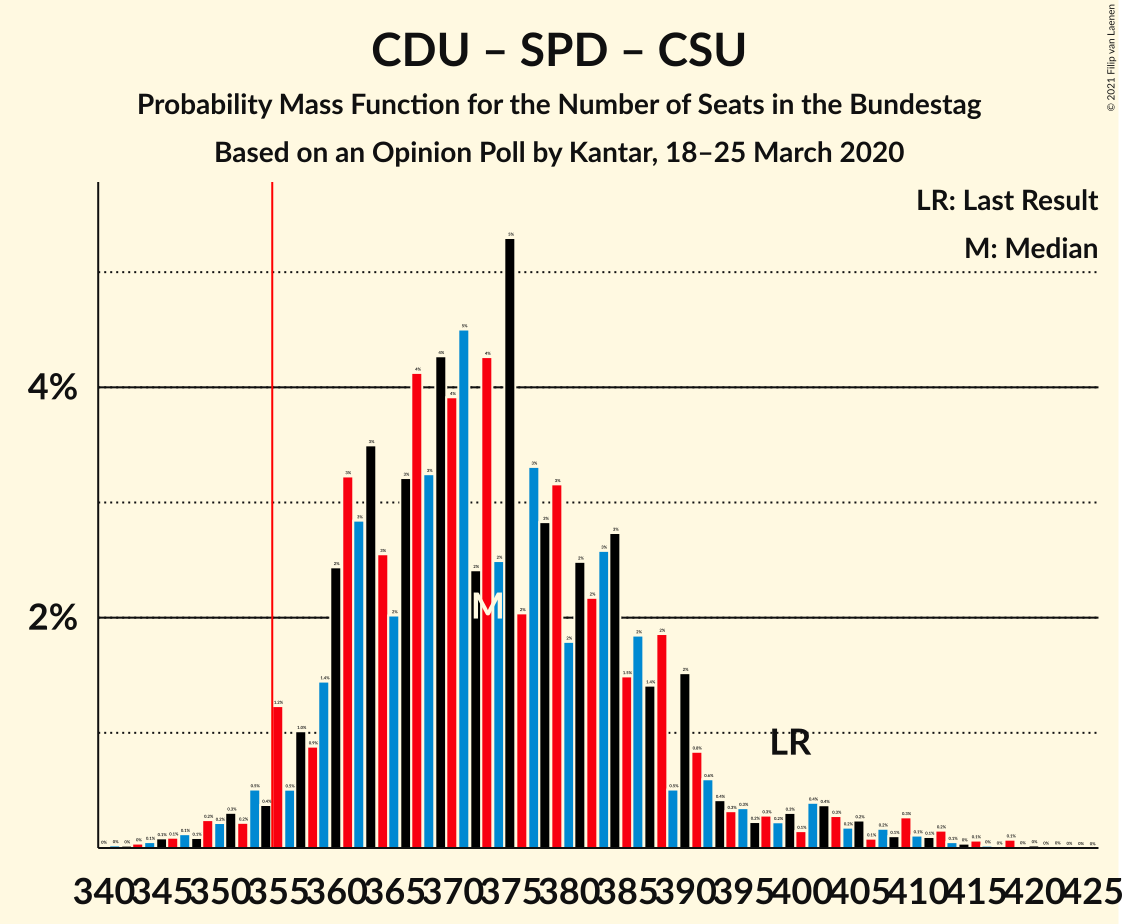 CDU – SPD – CSU
Probability Mass Function for the Number of Seats in the Bundestag
Based on an Opinion Poll by Kantar, 18–25 March 2020
© 2021 Filip van Laenen
LR: Last Result
M: Median
4%
2%
M
LR
340 345 350 355 360 365 370 375 380 385 390 395 400 405 410 415 420 425